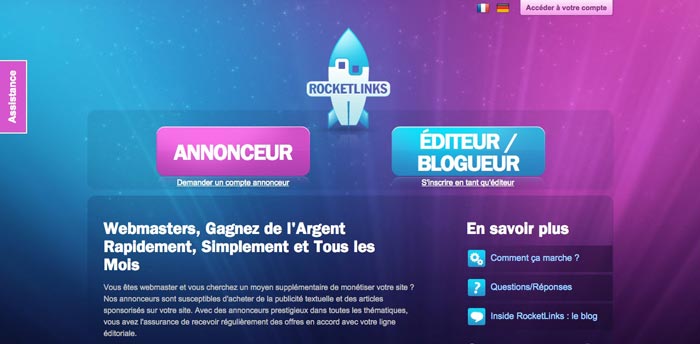 Accéder à votre compte
Assistance
ROCKETLINKS
ANNONCEUR
Demander un compte annonceur
ÉDITEUR /
BLOGUEUR
S'inscrire en tant qu'éditeur
Webmasters, Gagnez de l'Argent
Rapidement, Simplement et Tous les
Mois
Vous êtes webmaster et vous cherchez un moyen supplémentaire de monétiser votre site ?
Nos annonceurs sont susceptibles d'acheter de la publicité textuelle et des articles
sponsorisés sur votre site. Avec des annonceurs prestigieux dans toutes les thématiques,
vous avez l'assurance de recevoir régulièrement des offres en accord avec votre ligne
éditoriale.
En savoir plus
Comment ça marche ?
Questions/Réponses
Inside RocketLinks : le blog